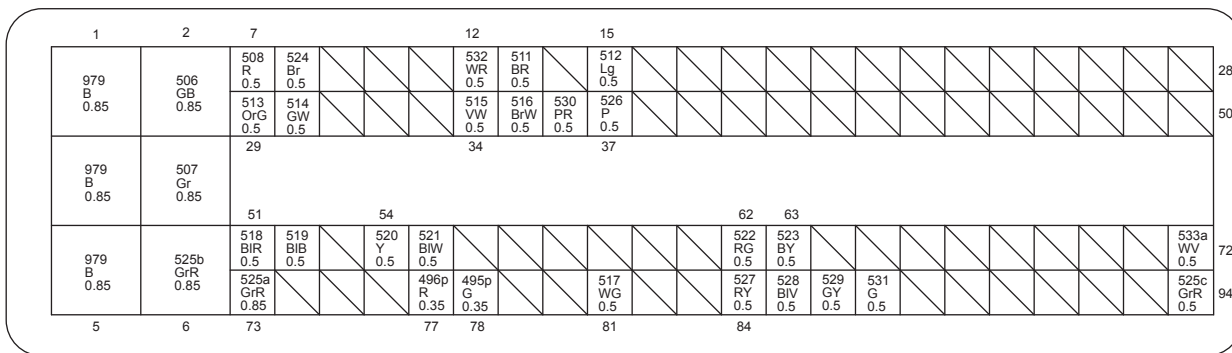 1 2 7 12 15
979 506 508 524 532 511 512
B GB R Br WR BR Lg
0.85 0.85 0.5 0.5 0.5 0.5 0.5
28
513 514 515 516 530 526
OrG GW VW BrW PR P
0.5 0.5 0.5 0.5 0.5 0.5
50
29 34 37
979 507
B Gr
0.85 0.85
51 54 62 63
979 525b 518 519 520 521 522 523 533a
B GrR BlR BlB Y BlW RG BY WV
0.85 0.85 0.5 0.5 0.5 0.5 0.5 0.5 0.5
72
525a 496p 495p 517 527 528 529 531 525c
GrR R G WG RY BlV GY G GrR
0.85 0.35 0.35 0.5 0.5 0.5 0.5 0.5 0.5
94
5 6 73 77 78 81 84